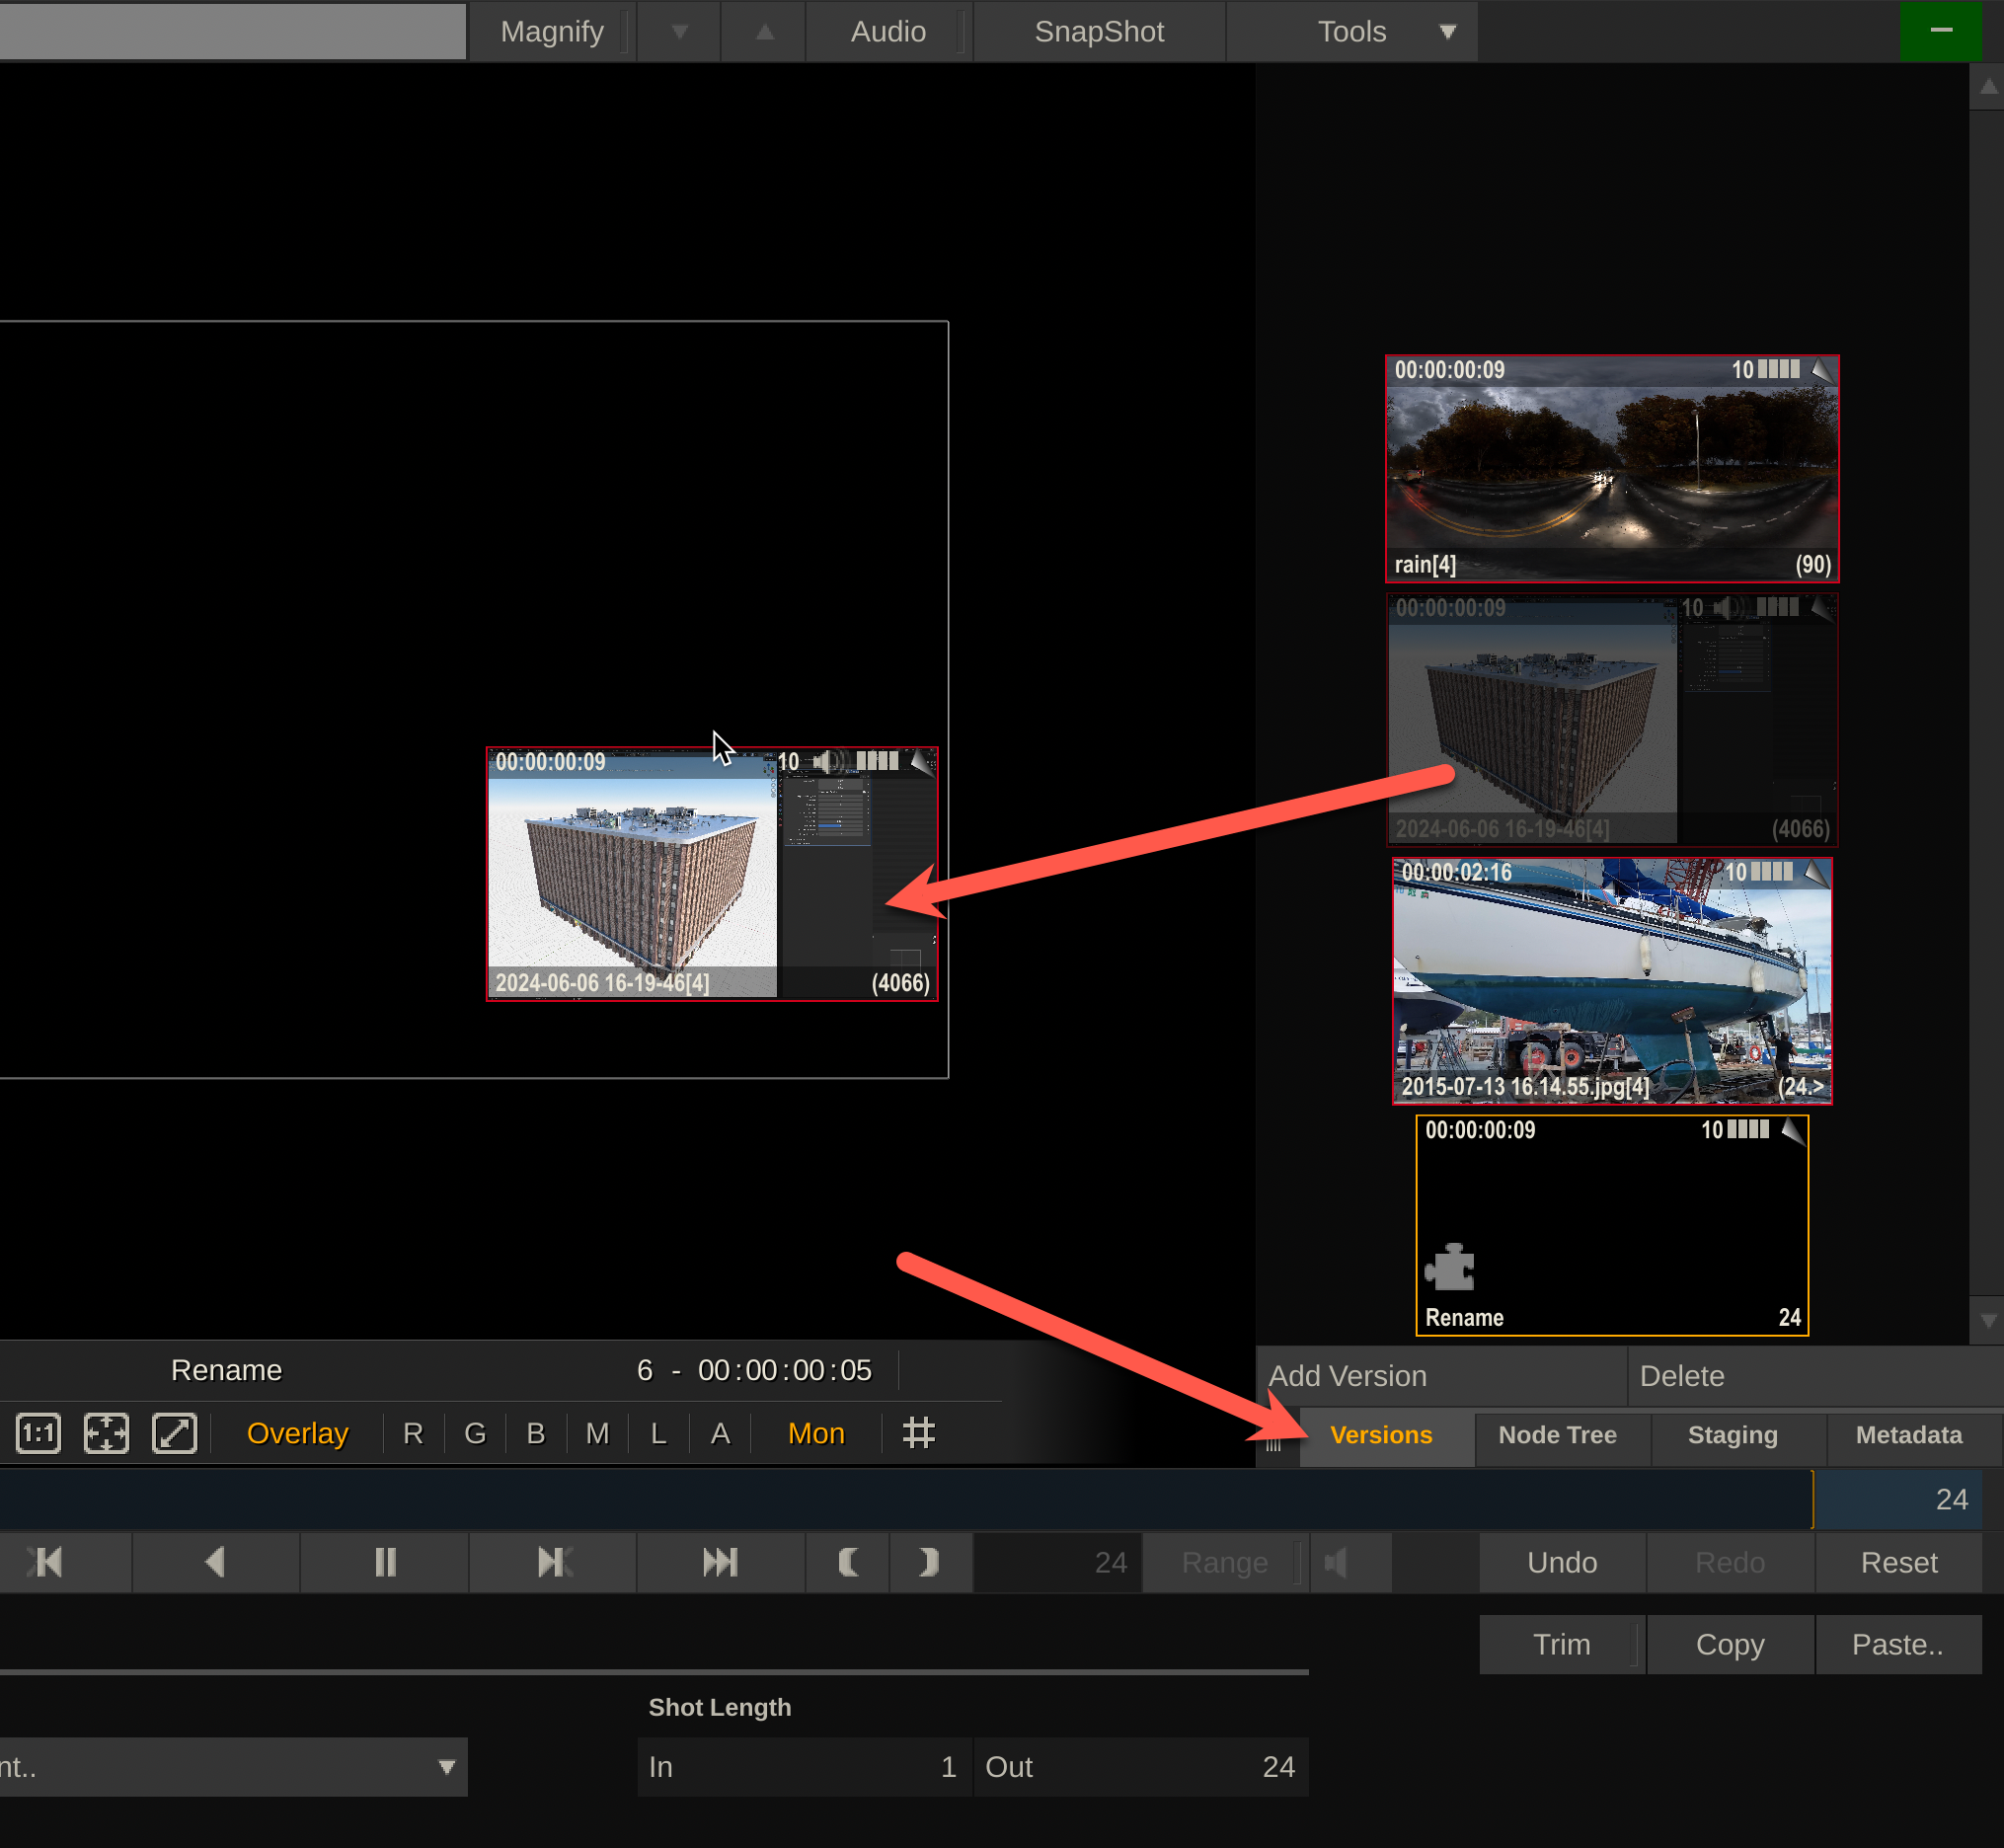 Magnify
Audio
SnapShot
Tools
00:00:00:09 10
rain[4] (90)
00:00:00:09 10
2024-06-06 16-19-46[4] (4066)
00:00:00:09 10
2024-06-06 16-19-46[4] (4066)
00:00:02:16 10
2015-07-13 16.14.55.jpg[4] (24.>
00:00:00:09 10
Rename 24
Rename 6 - 00:00:00:05
Add Version Delete
1:1 Overlay R G B M L A Mon
Versions Node Tree Staging Metadata
24
24 Range Undo Redo Reset
Trim Copy Paste..
Shot Length
nt.. In 1 Out 24